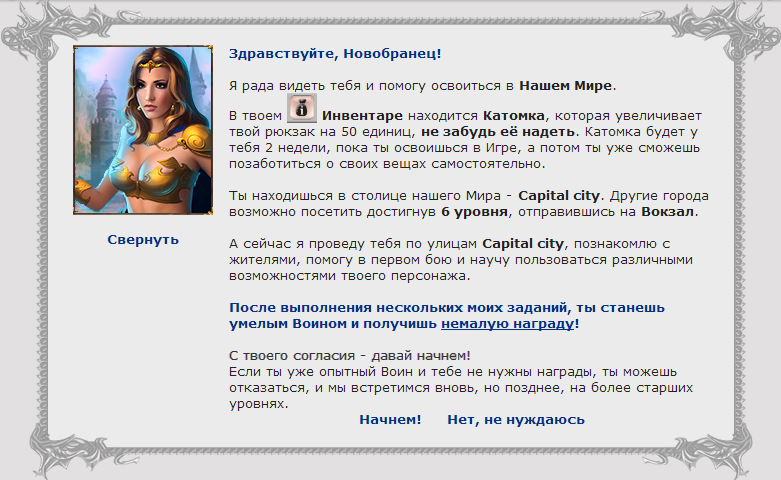 Здравствуйте, Новобранец!
Я рада видеть тебя и помогу освоиться в Нашем Мире.
В твоем Инвентаре находится Катомка, которая увеличивает
твой рюкзак на 50 единиц, не забудь её надеть. Катомка будет у
тебя 2 недели, пока ты освоишься в Игре, а потом ты уже сможешь
позаботиться о своих вещах самостоятельно.
Ты находишься в столице нашего Мира - Capital city. Другие города
возможно посетить достигнув 6 уровня, отправившись на Вокзал.
Свернуть
А сейчас я проведу тебя по улицам Capital city, познакомлю с
жителями, помогу в первом бою и научу пользоваться различными
возможностями твоего персонажа.
После выполнения нескольких моих заданий, ты станешь
умелым Воином и получишь немалую награду!
С твоего согласия - давай начнем!
Если ты уже опытный Воин и тебе не нужны награды, ты можешь
отказаться, и мы встретимся вновь, но позднее, на более старших
уровнях.
Начнем! Нет, не нуждаюсь